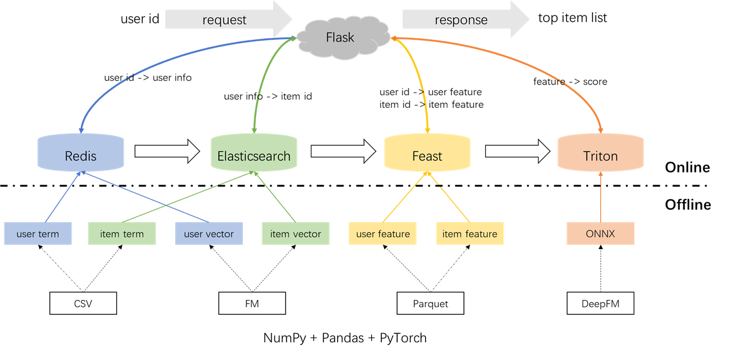 user id
request
Flask
response
top item list
user id -> user info
user info -> item id
user id -> user feature
item id -> item feature
feature -> score
Redis
Elasticsearch
Feast
Triton
Online
Offline
user term
item term
user vector
item vector
user feature
item feature
ONNX
CSV
FM
Parquet
DeepFM
NumPy + Pandas + PyTorch